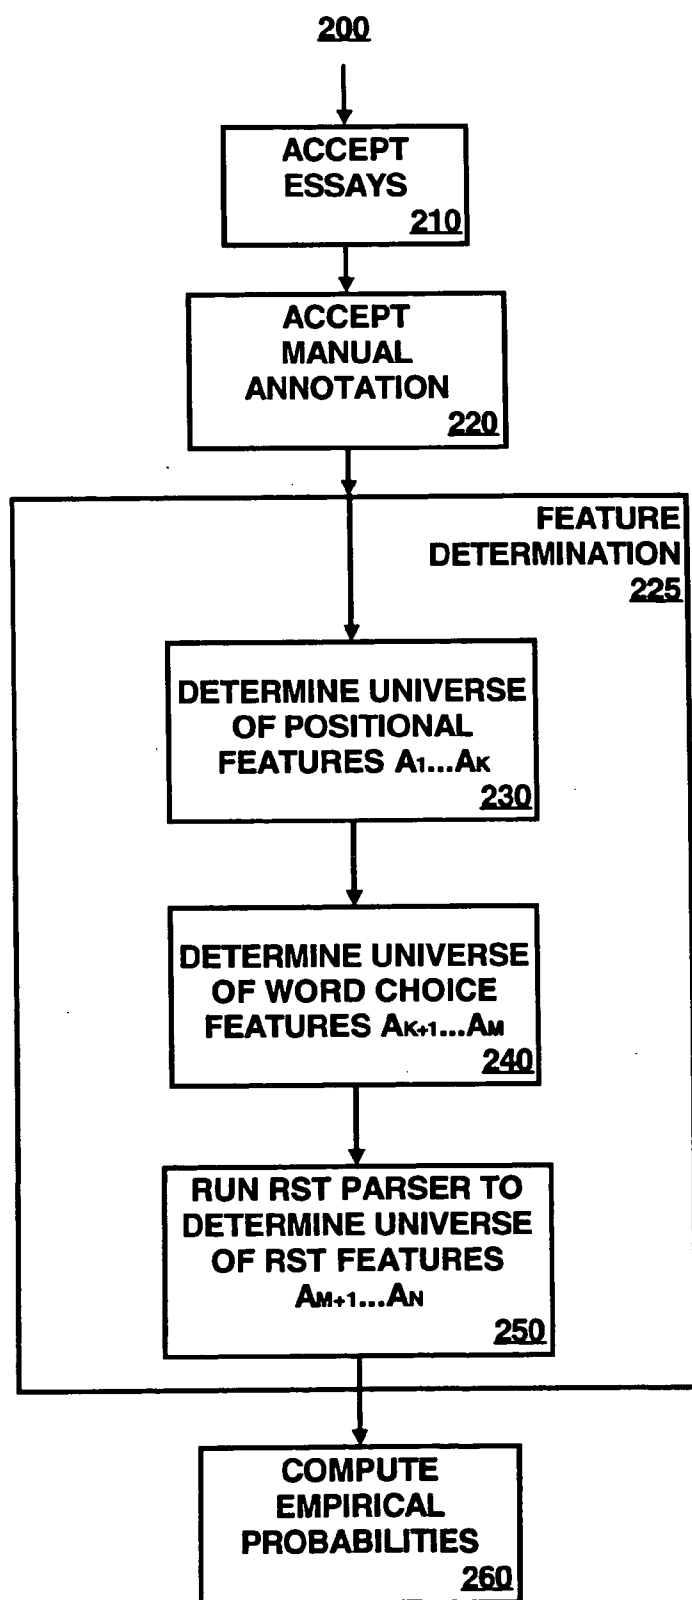 200
ACCEPT
ESSAYS
210
ACCEPT
MANUAL
ANNOTATION
220
FEATURE
DETERMINATION
225
DETERMINE UNIVERSE
OF POSITIONAL
FEATURES A1...AK
230
DETERMINE UNIVERSE
OF WORD CHOICE
FEATURES AK+1...AM
240
RUN RST PARSER TO
DETERMINE UNIVERSE
OF RST FEATURES
AM+1...AN
250
COMPUTE
EMPIRICAL
PROBABILITIES
260